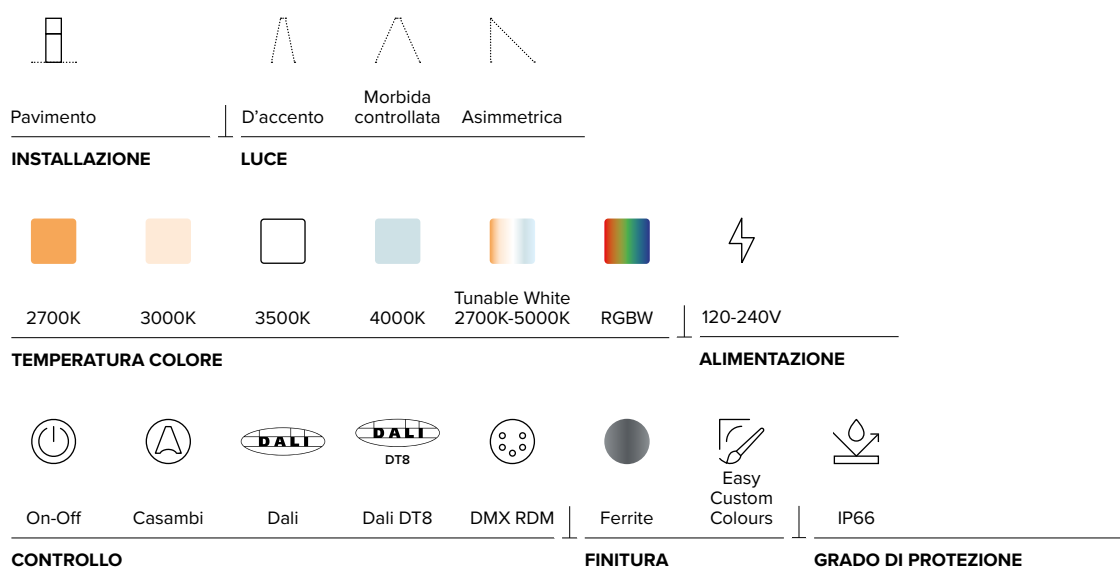 Pavimento
D'accento
Morbida
controllata
Asimmetrica
INSTALLAZIONE
LUCE
2700K
3000K
3500K
4000K
Tunable White
2700K-5000K
RGBW
120-240V
TEMPERATURA COLORE
ALIMENTAZIONE
DALI
DALI
DT8
On-Off
Casambi
Dali
Dali DT8
DMX RDM
Ferrite
Easy
Custom
Colours
IP66
CONTROLLO
FINITURA
GRADO DI PROTEZIONE